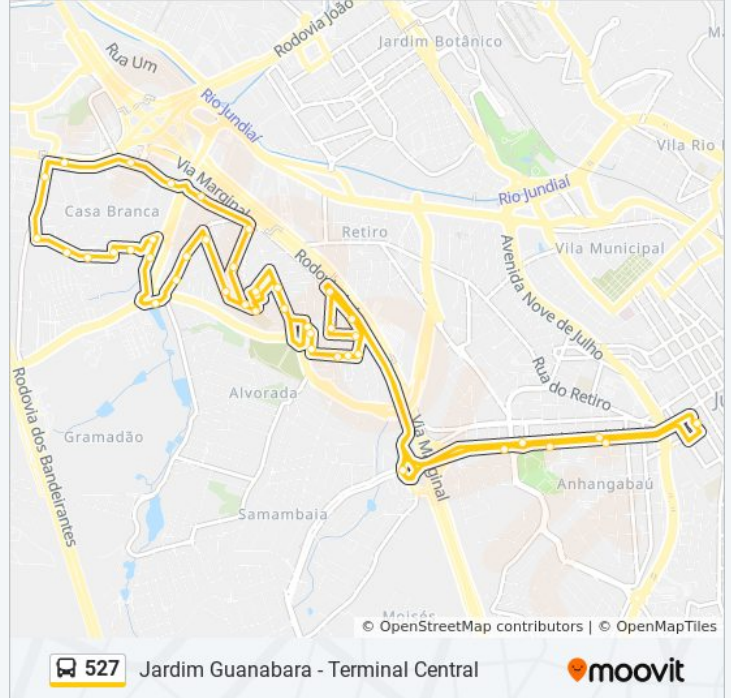 Rodovia João
Jardim Botânico
Rua Um
Rio Jundiaí
Vila Rio
Via Marginal
Rio Jundiaí
Casa Branca
Retiro
Vila Municipal
Avenida Nove de Julho
Rua do Retiro
Rodovia dos Bandeirantes
Alvorada
Gramadão
Via Marginal
Anhangabaú
Samambaia
© OpenStreetMap contributors | © OpenMapTiles
527 Jardim Guanabara - Terminal Central moovit